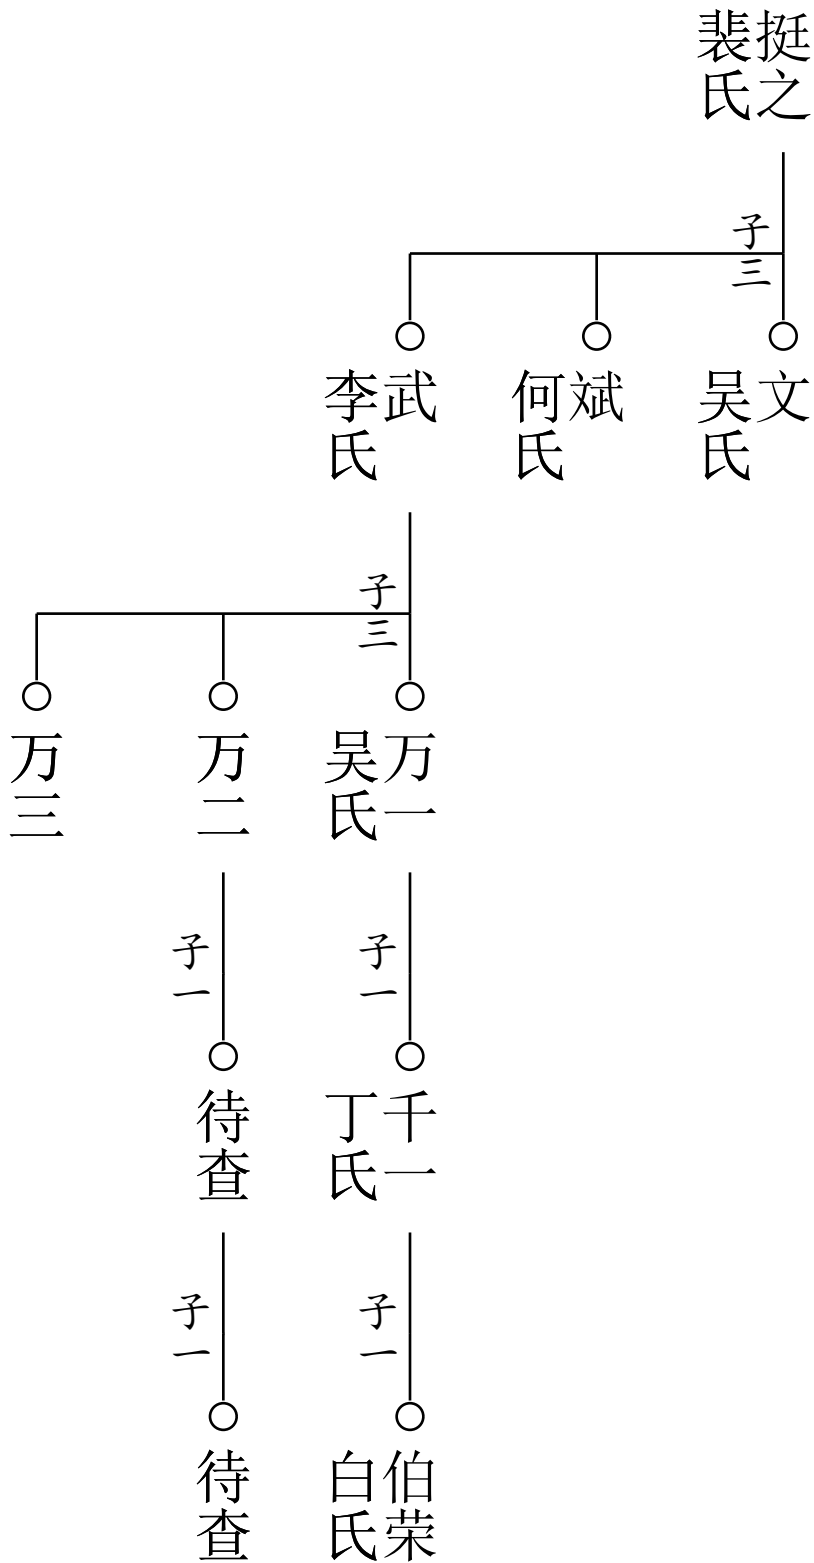 挺之
裴氏
子三
文
吴氏
斌
何氏
武
李氏
子三
万一
吴氏
万二
万三
子一
子一
千一
丁氏
待查
子一
子一
伯荣
白氏
待查